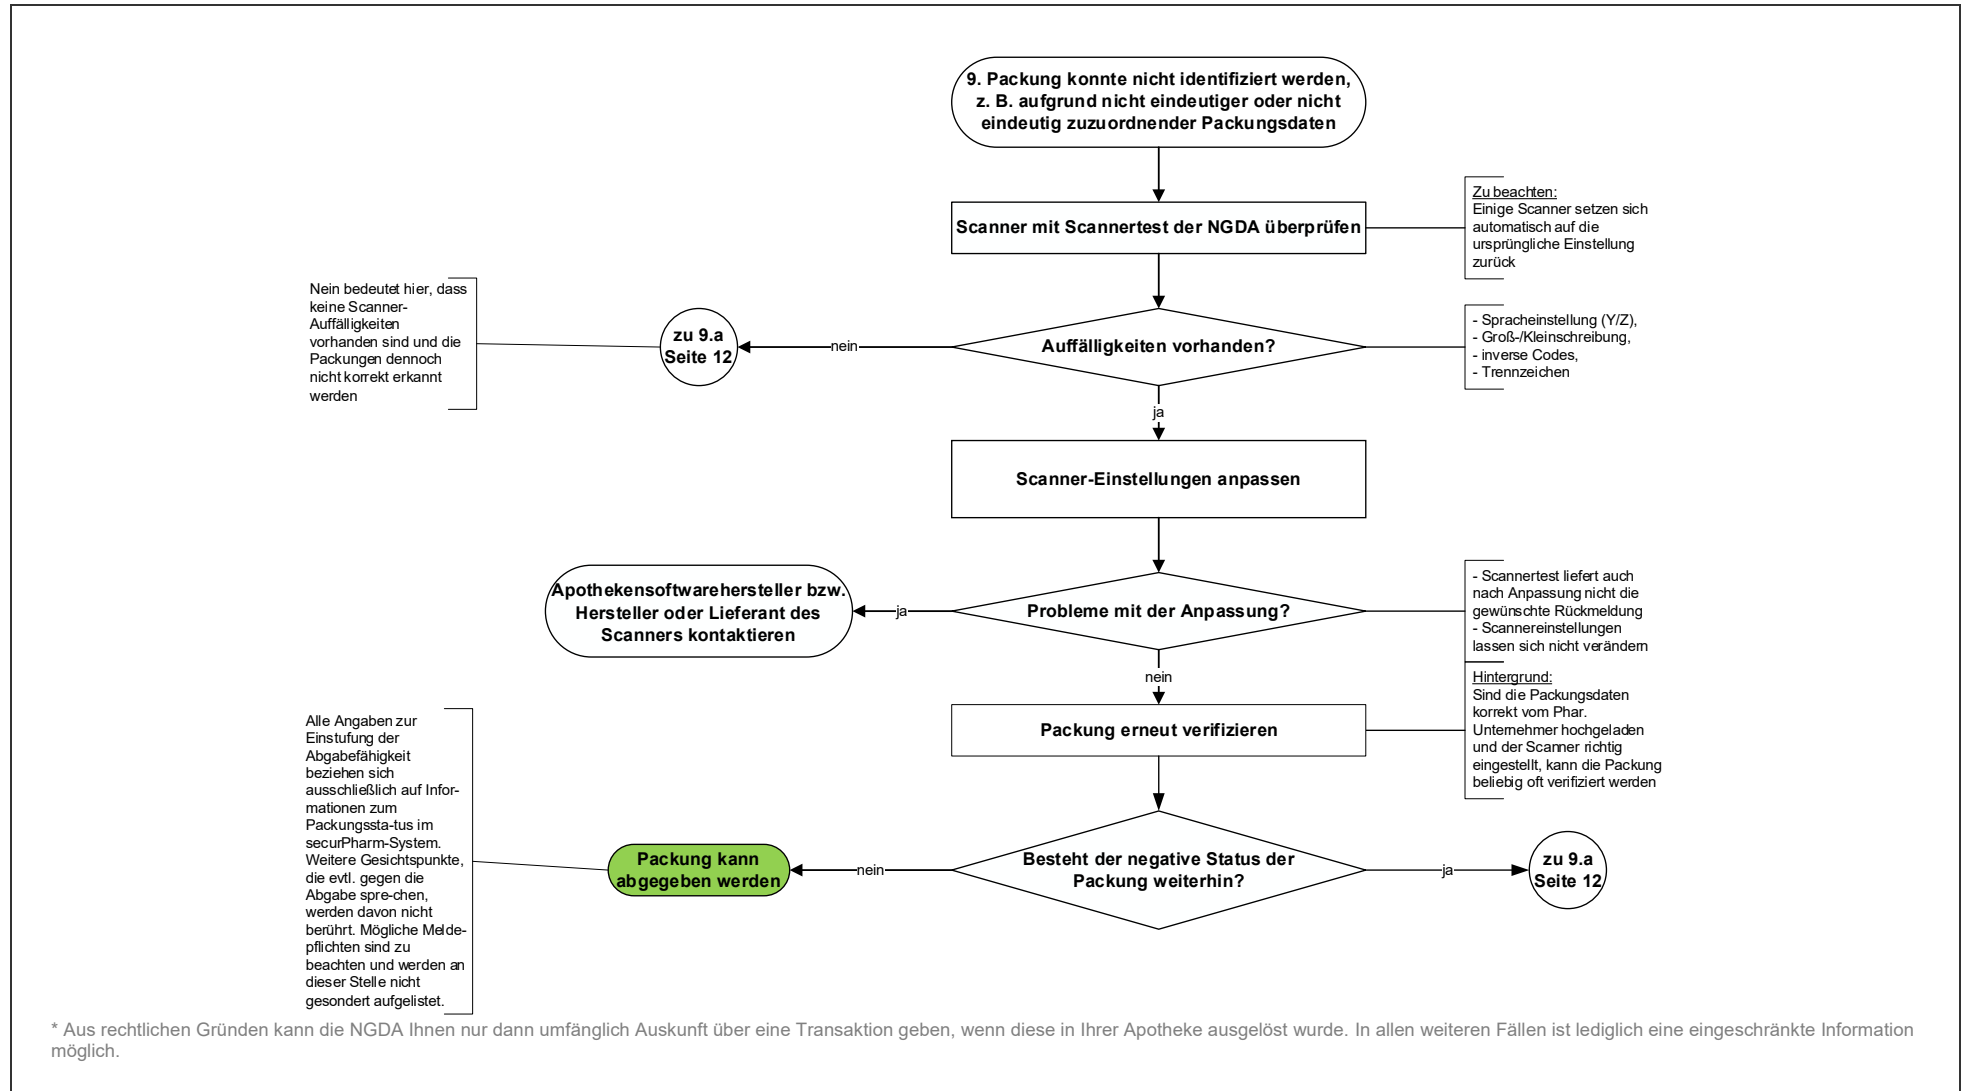 9. Packung konnte nicht identifiziert werden,
z. B. aufgrund nicht eindeutiger oder nicht
eindeutig zuzuordnender Packungsdaten
Scanner mit Scannertest der NGDA überprüfen
Zu beachten:
Einige Scanner setzen sich
automatisch auf die
ursprüngliche Einstellung
zurück
Nein bedeutet hier, dass
keine Scanner-
Auffälligkeiten
vorhanden sind und die
Packungen dennoch
nicht korrekt erkannt
werden
zu 9.a
Seite 12
nein
Auffälligkeiten vorhanden?
- Spracheinstellung (Y/Z),
- Groß-/Kleinschreibung,
- inverse Codes,
- Trennzeichen
ja
Scanner-Einstellungen anpassen
Apothekensoftwarehersteller bzw.
Hersteller oder Lieferant des
Scanners kontaktieren
ja
Probleme mit der Anpassung?
- Scannertest liefert auch
nach Anpassung nicht die
gewünschte Rückmeldung
- Scannereinstellungen
lassen sich nicht verändern
nein
Packung erneut verifizieren
Hintergrund:
Sind die Packungsdaten
korrekt vom Phar.
Unternehmer hochgeladen
und der Scanner richtig
eingestellt, kann die Packung
beliebig oft verifiziert werden
Alle Angaben zur
Einstufung der
Abgabefähigkeit
beziehen sich
ausschließlich auf Infor-
mationen zum
Packungssta-tus im
securPharm-System.
Weitere Gesichtspunkte,
die evtl. gegen die
Abgabe spre-chen,
werden davon nicht
berührt. Mögliche Melde-
pflichten sind zu
beachten und werden an
dieser Stelle nicht
gesondert aufgelistet.
Packung kann
abgegeben werden
nein
Besteht der negative Status der
Packung weiterhin?
ja
zu 9.a
Seite 12
* Aus rechtlichen Gründen kann die NGDA Ihnen nur dann umfänglich Auskunft über eine Transaktion geben, wenn diese in Ihrer Apotheke ausgelöst wurde. In allen weiteren Fällen ist lediglich eine eingeschränkte Information
möglich.